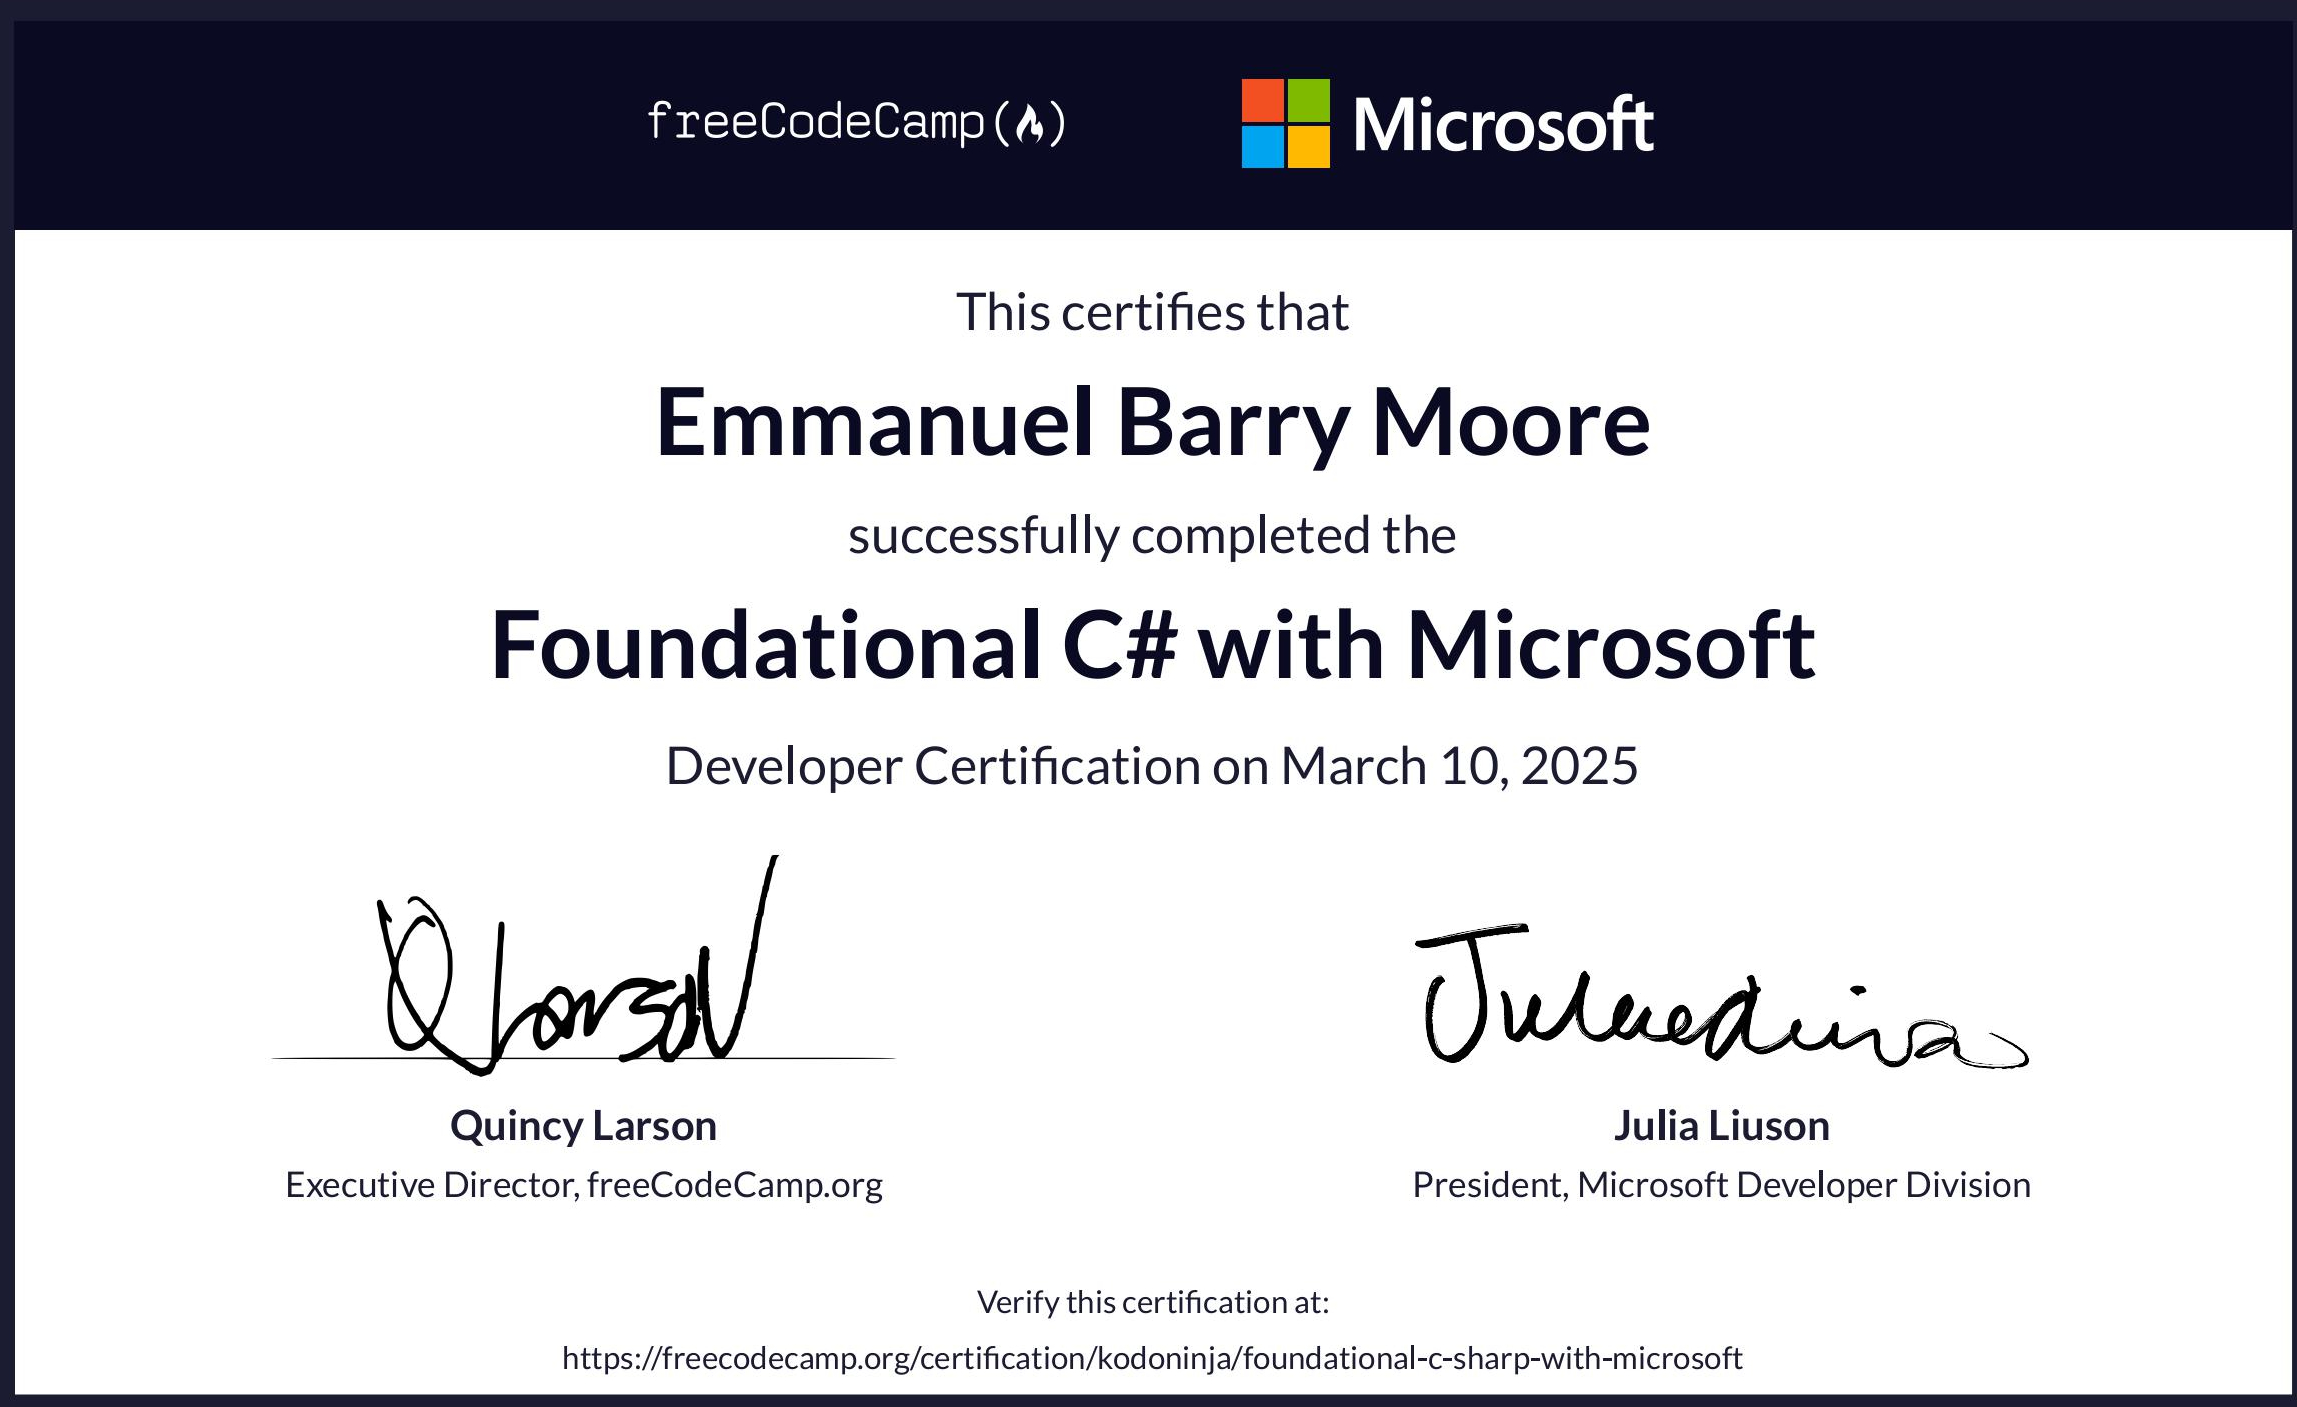 freeCodeCamp(🔥) Microsoft
This certifies that
Emmanuel Barry Moore
successfully completed the
Foundational C# with Microsoft
Developer Certification on March 10, 2025
QLarson
Quincy Larson
Executive Director, freeCodeCamp.org
Julia Liuson
President, Microsoft Developer Division
Verify this certification at:
https://freecodecamp.org/certification/kodoninja/foundational-c-sharp-with-microsoft